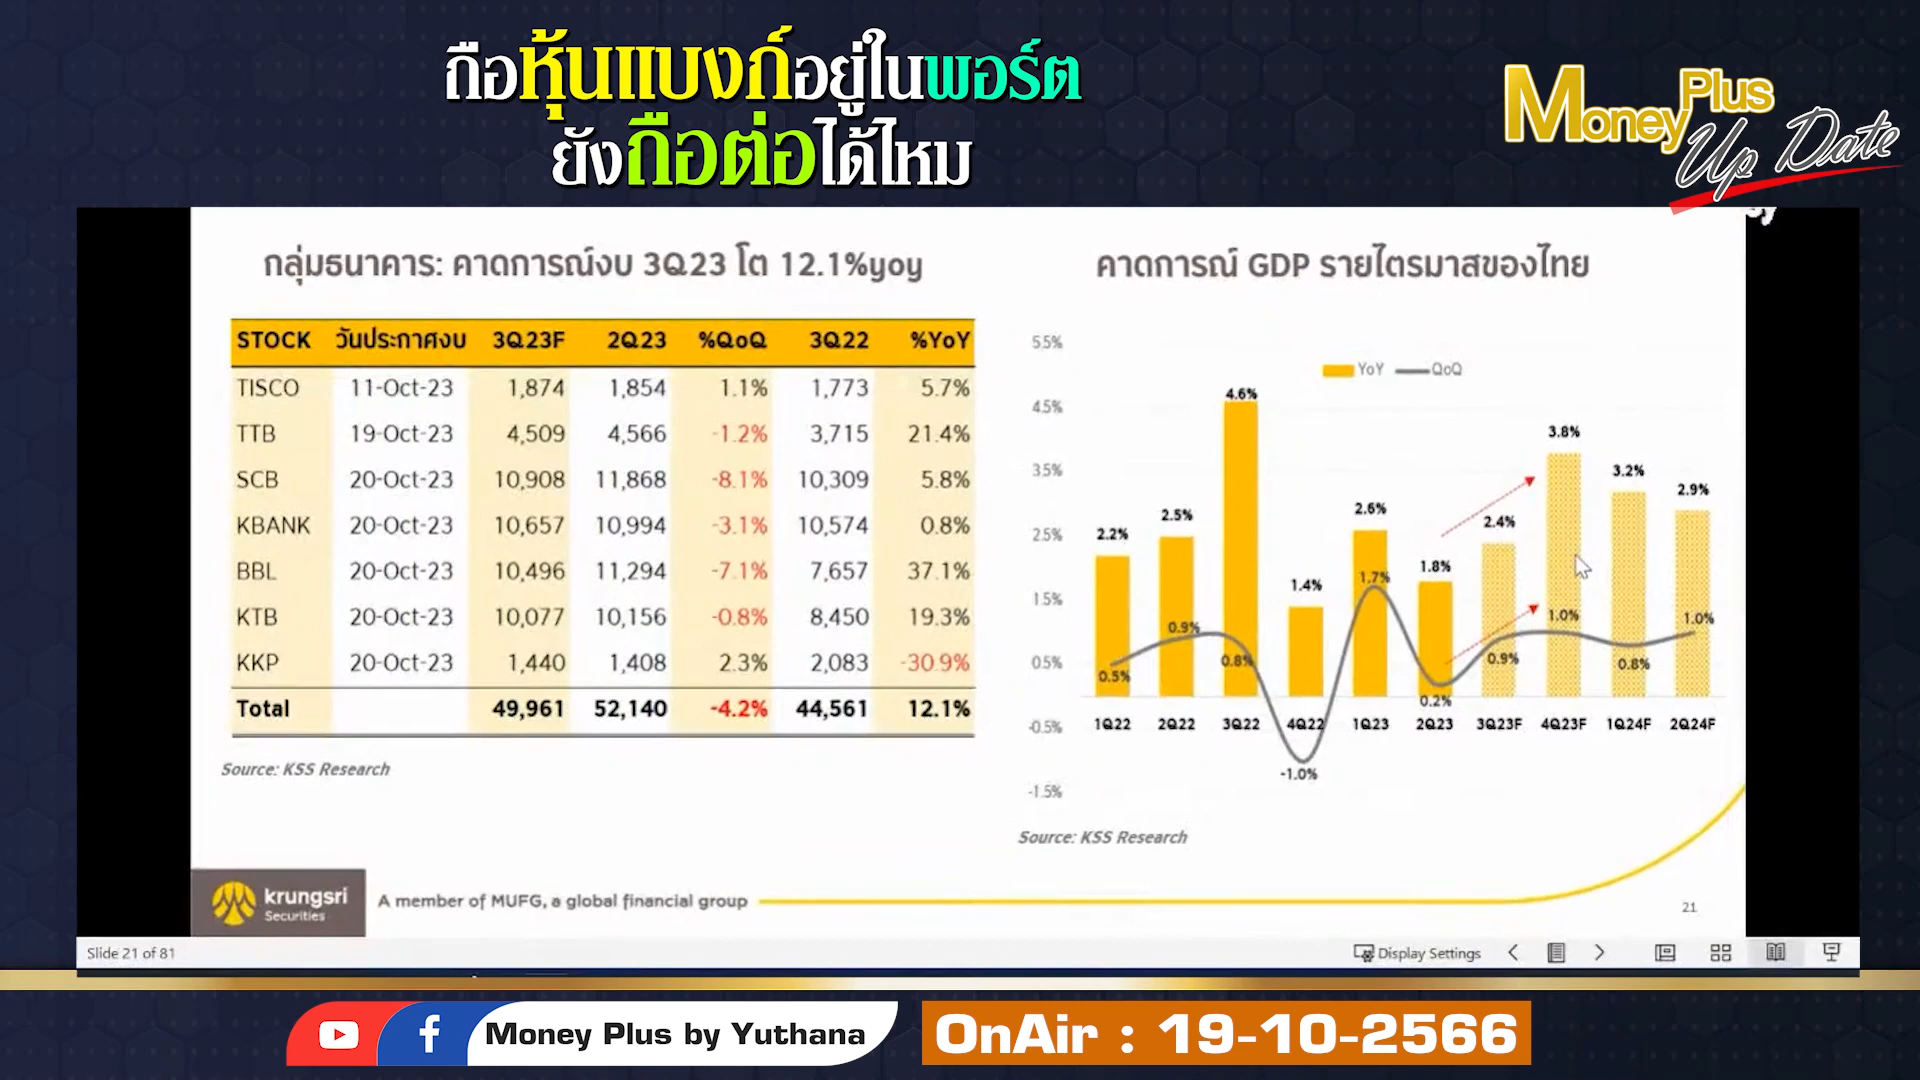 ถือหุ้นแบงก์อยู่ในพอร์ต
ยังถือต่อได้ไหม
Money Plus
Up Date
กลุ่มธนาคาร: คาดการณ์งบ 3Q23 โต 12.1%yoy
STOCK วันประกาศงบ 3Q23F 2Q23 %QoQ 3Q22 %YoY
TISCO 11-Oct-23 1,874 1,854 1.1% 1,773 5.7%
TTB 19-Oct-23 4,509 4,566 -1.2% 3,715 21.4%
SCB 20-Oct-23 10,908 11,868 -8.1% 10,309 5.8%
KBANK 20-Oct-23 10,657 10,994 -3.1% 10,574 0.8%
BBL 20-Oct-23 10,496 11,294 -7.1% 7,657 37.1%
KTB 20-Oct-23 10,077 10,156 -0.8% 8,450 19.3%
KKP 20-Oct-23 1,440 1,408 2.3% 2,083 -30.9%
Total 49,961 52,140 -4.2% 44,561 12.1%
Source: KSS Research
คาดการณ์ GDP รายไตรมาสของไทย
YoY QoQ
5.5%
4.5%
3.5%
2.5%
1.5%
0.5%
-0.5%
-1.5%
2.2% 2.5% 4.6% 1.4% 2.6% 1.8% 2.4% 3.8% 3.2% 2.9%
0.5% 0.9% 0.8% -1.0% 1.7% 0.2% 0.9% 1.0% 0.8% 1.0%
1Q22 2Q22 3Q22 4Q22 1Q23 2Q23 3Q23F 4Q23F 1Q24F 2Q24F
Source: KSS Research
krungsri
Securities
A member of MUFG, a global financial group
21
Slide 21 of 81
Display Settings
Money Plus by Yuthana
OnAir : 19-10-2566